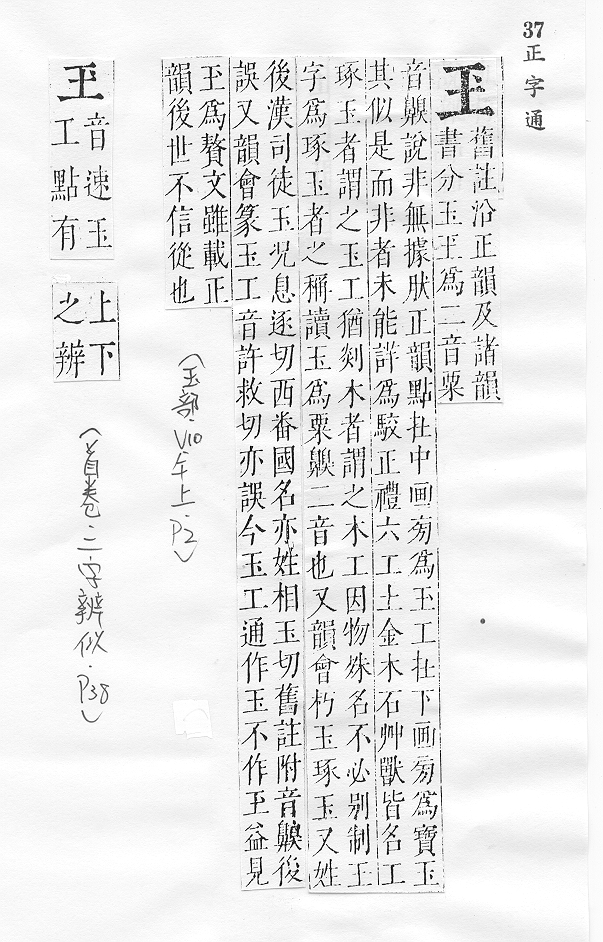 37
正字通
玊
舊註㳂正韻及諸韻
書分玉玊爲二音粟
音齅說非無據肰正韻點在中画旁爲玊工在下画旁爲寶玉
其似是而非者未能詳爲駁正禮六工土金木石艸獸皆名工
琢玉者謂之玉工猶剡木者謂之木工因物殊名不必别制玊
字爲琢玉者之稱讀玉爲粟齅二音也又韻會朽玉琢玉又姓
後漢司徒玉况息逐切西番國名亦姓相玉切舊註附音齅後
誤又韻會篆玉工音許救切亦誤今玉工通作玉不作玊益見
玊爲贅文雖載正
韻後世不信從也
（玉部．V10午上．P2）
玊
音速玉
工點有
上下
之辨
（首卷．二字辨似．P38）